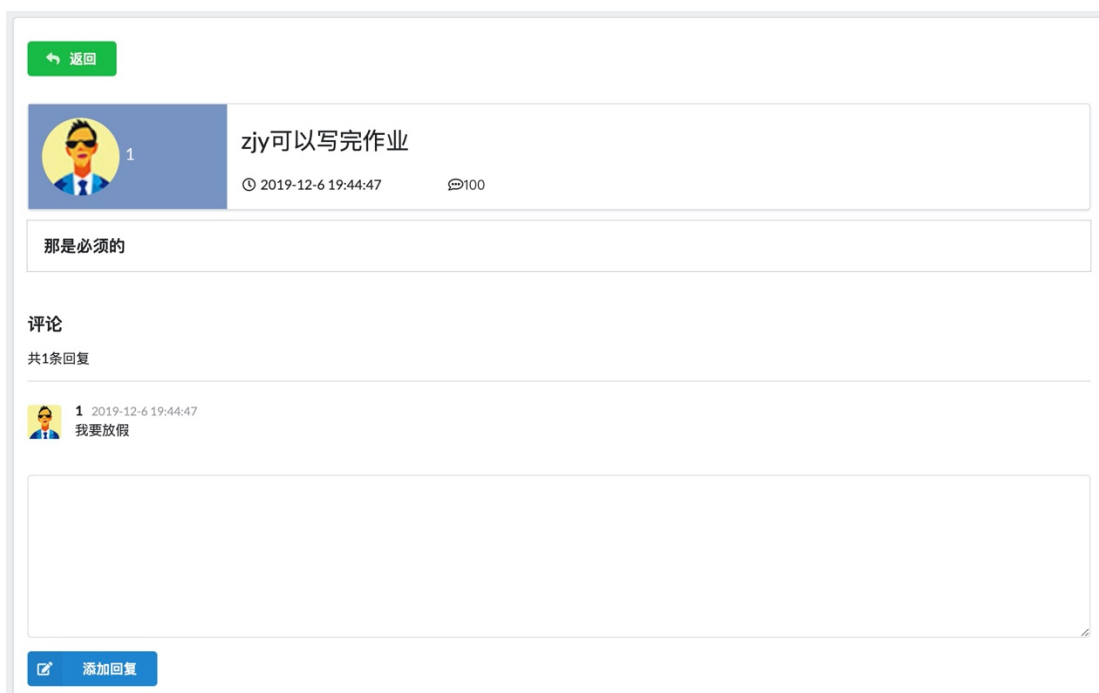 返回
1
zjy可以写完作业
2019-12-6 19:44:47 100
那是必须的
评论
共1条回复
1 2019-12-6 19:44:47
我要放假
添加回复